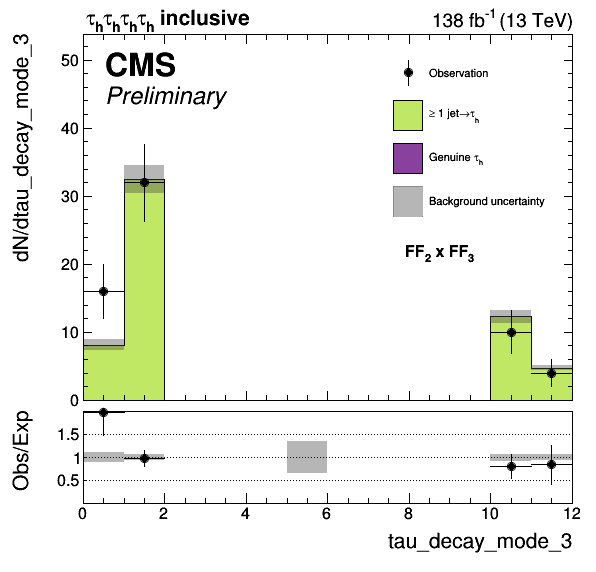 τhτhτhτh inclusive
138 fb-1 (13 TeV)
CMS
Preliminary
Observation
≥ 1 jet→τh
Genuine τh
Background uncertainty
FF2 x FF3
dN/dtau_decay_mode_3
50
40
30
20
10
0
Obs/Exp
1.5
1
0.5
0 2 4 6 8 10 12
tau_decay_mode_3